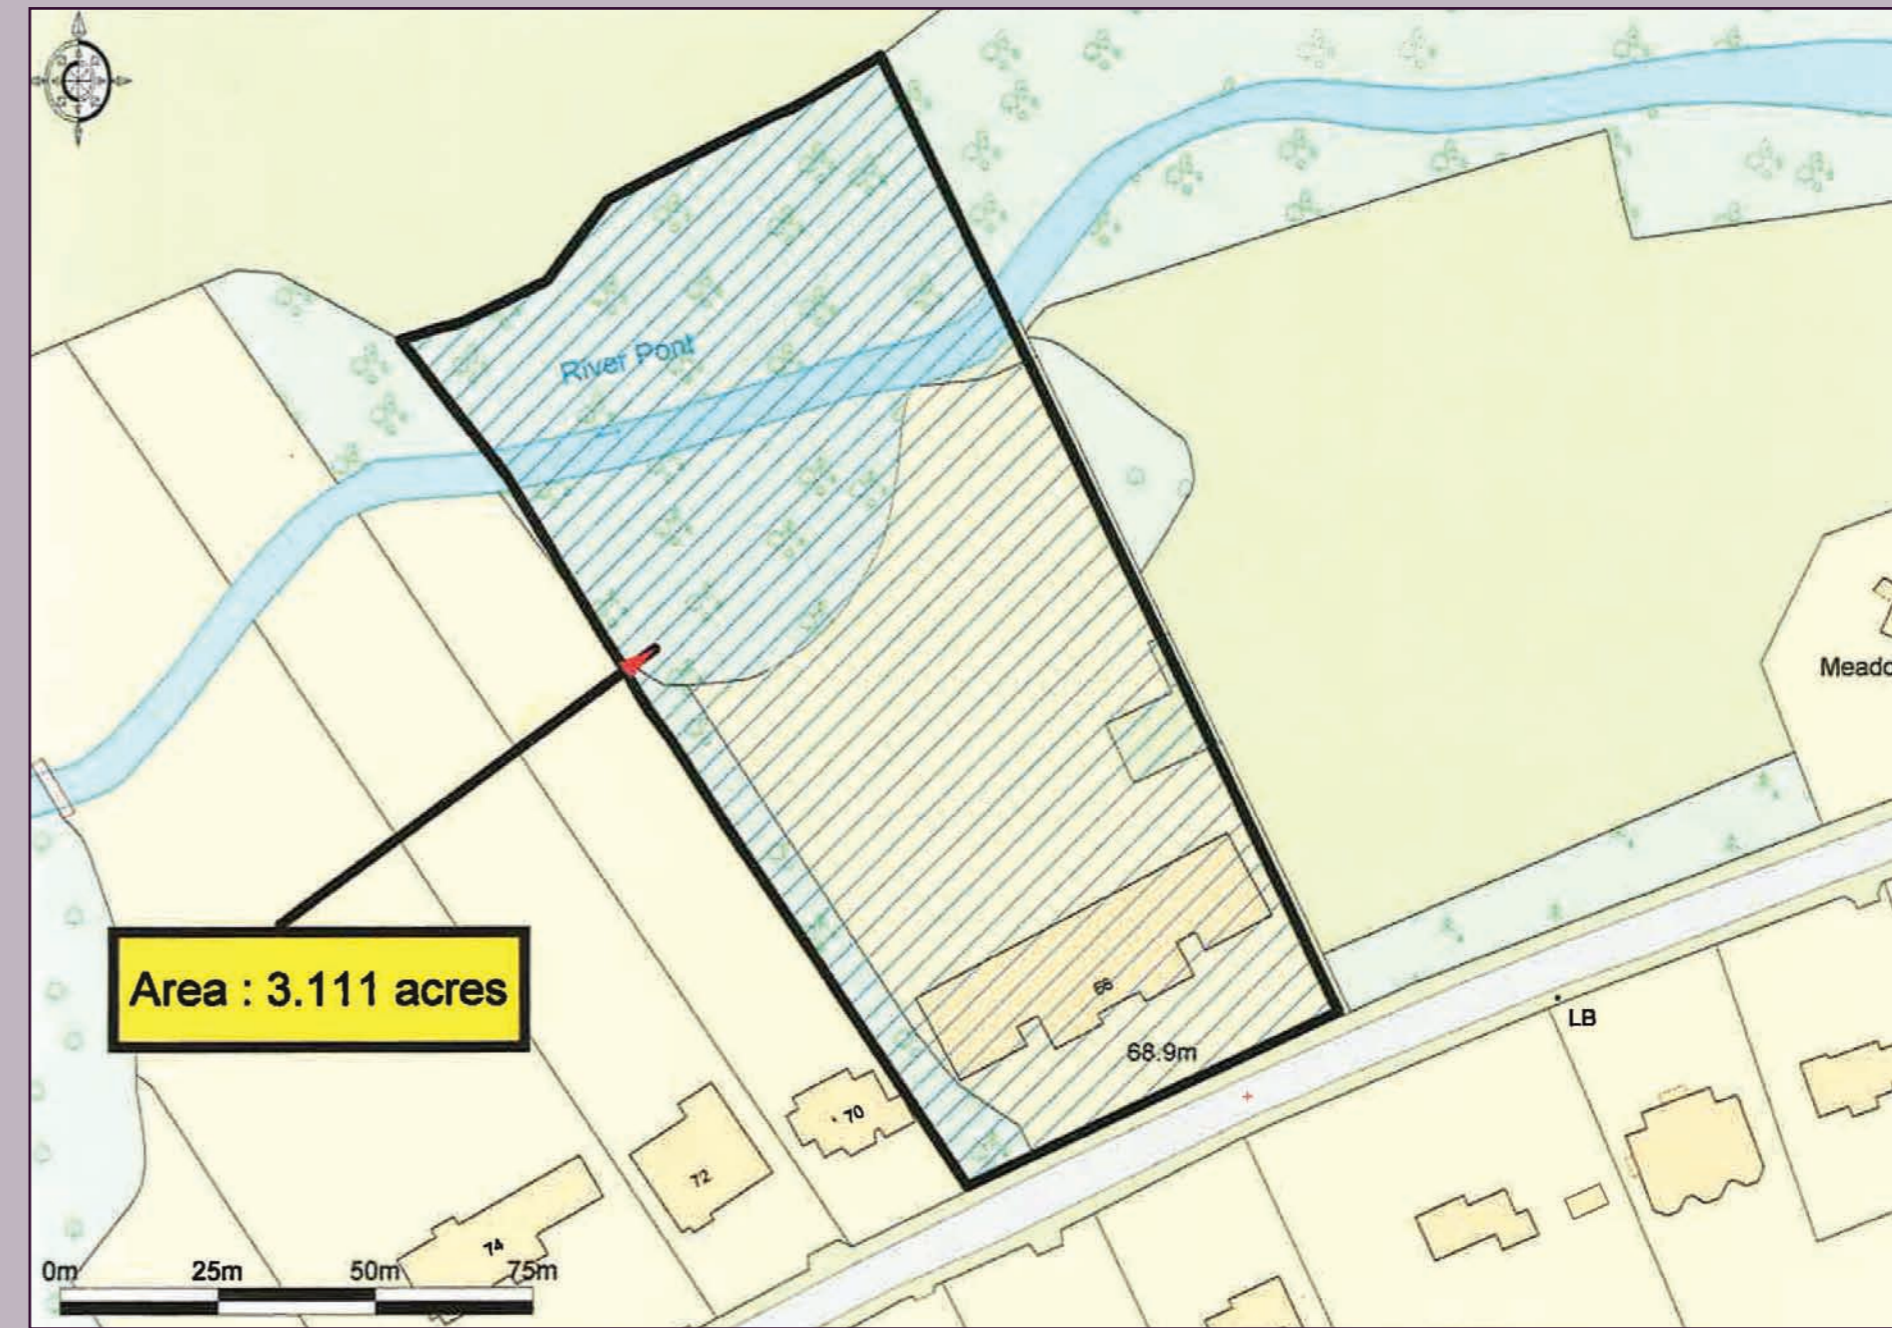 River Pont
Meado
Area : 3.111 acres
66
LB
68.9m
70
72
74
0m
25m
50m
75m